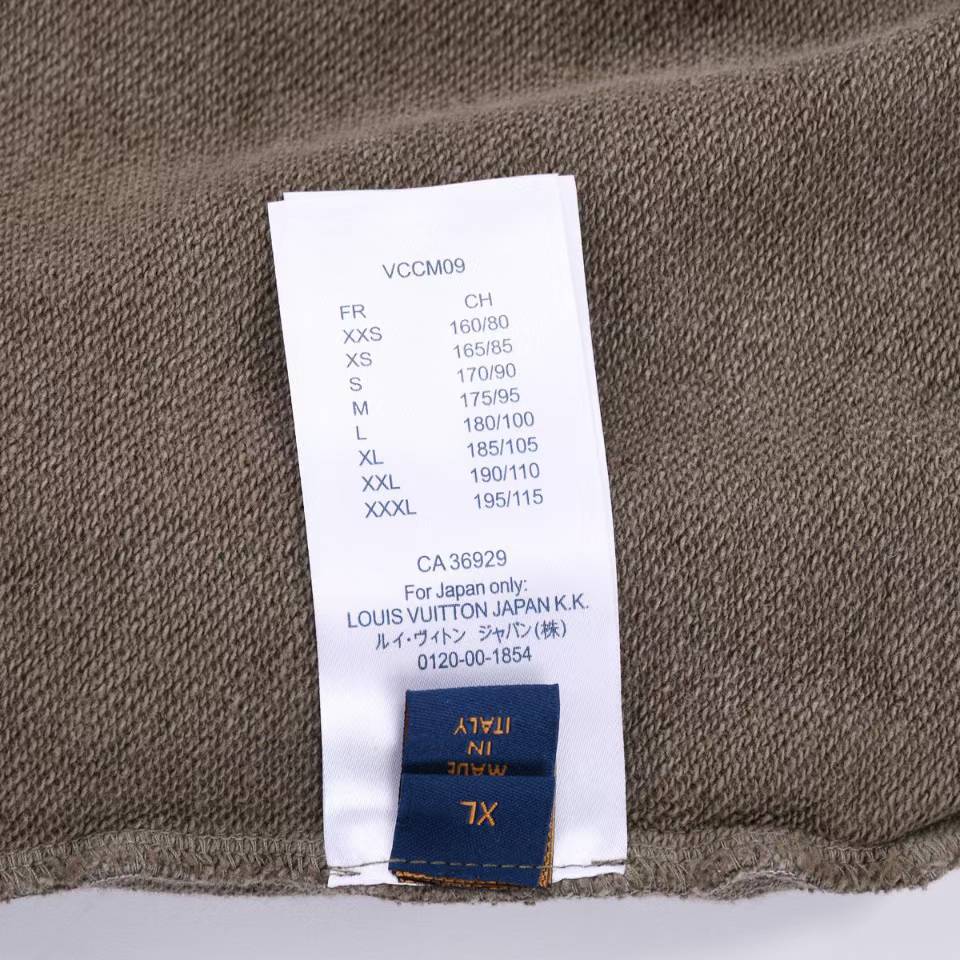 VCCM09
FR CH
XXS 160/80
XS 165/85
S 170/90
M 175/95
L 180/100
XL 185/105
XXL 190/110
XXXL 195/115
CA 36929
For Japan only:
LOUIS VUITTON JAPAN K.K.
ルイ・ヴィトン ジャパン(株)
0120-00-1854
MADE
IN
ITALY
XL